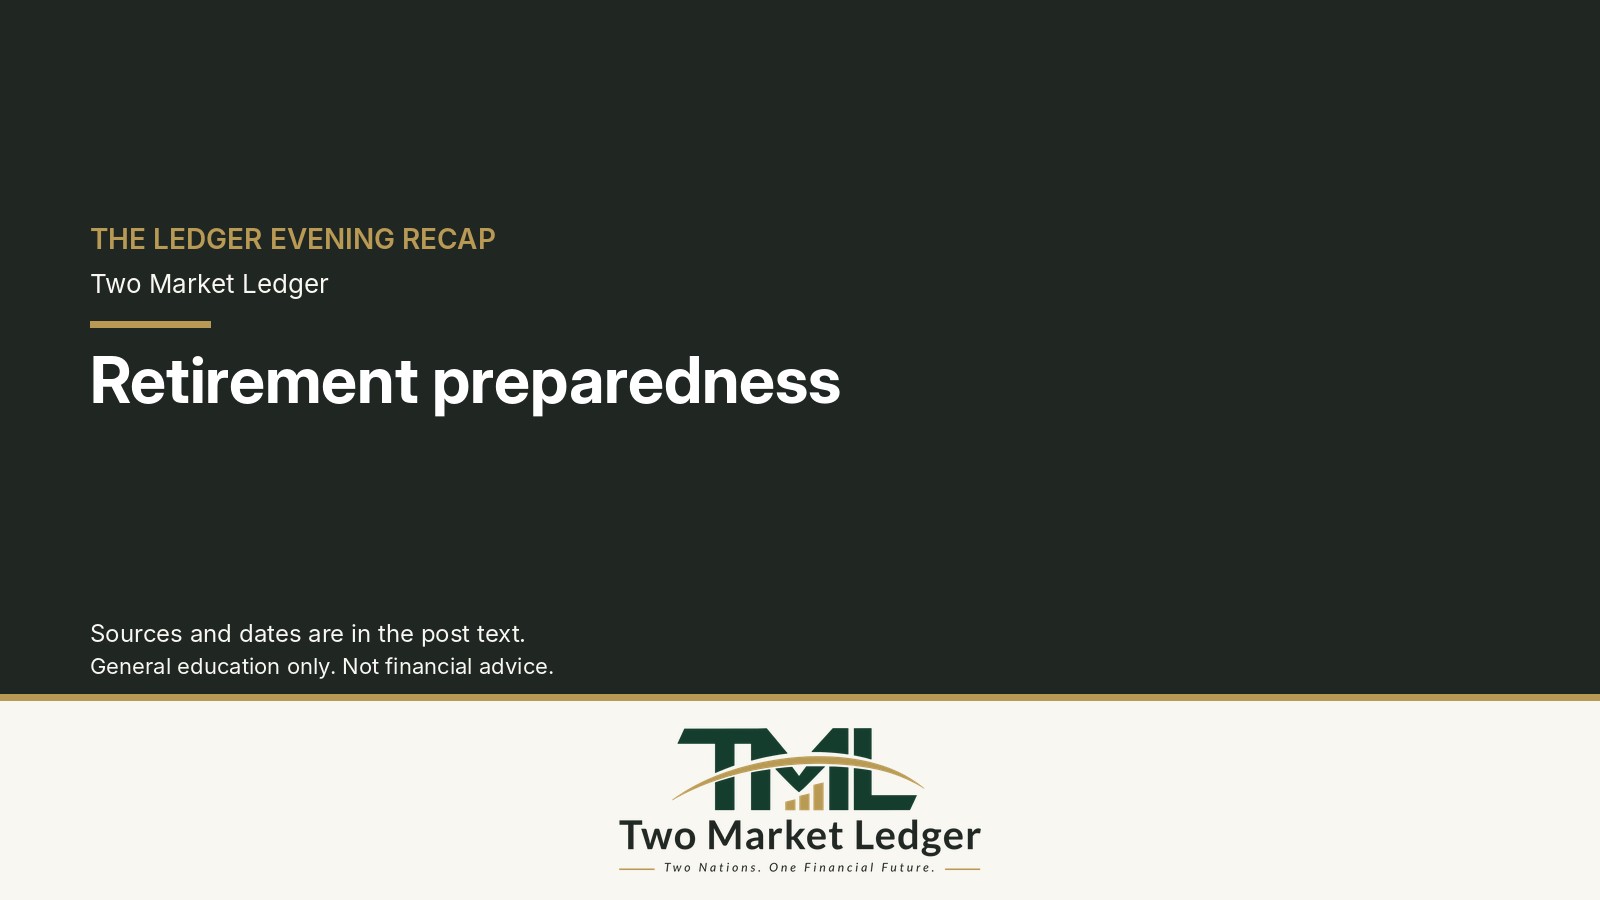 THE LEDGER EVENING RECAP
Two Market Ledger
Retirement preparedness
Sources and dates are in the post text.
General education only. Not financial advice.
TML
Two Market Ledger
Two Nations. One Financial Future.